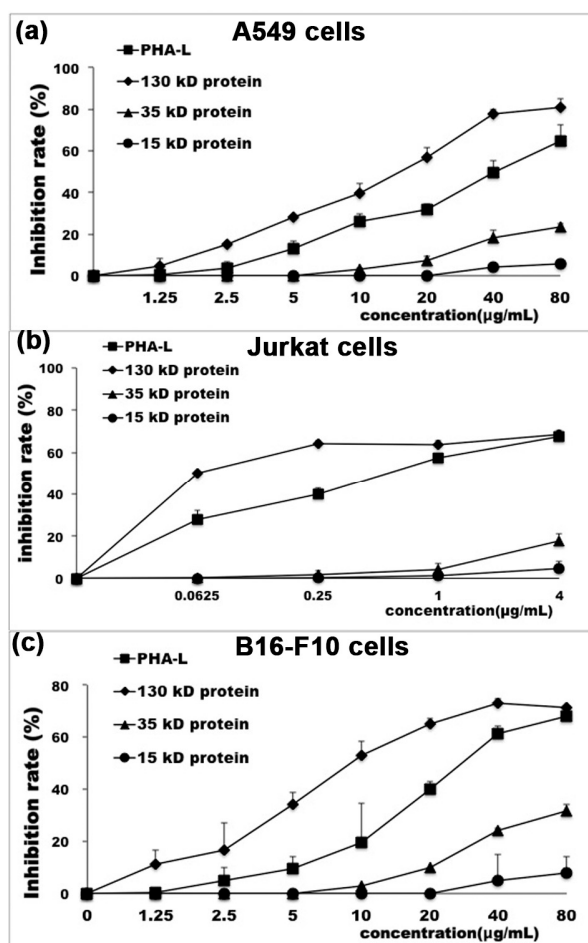 (a)
A549 cells
PHA-L
130 kD protein
35 kD protein
15 kD protein
Inhibition rate (%)
100
80
60
40
20
0
1.25 2.5 5 10 20 40 80
concentration(µg/mL)
(b)
Jurkat cells
PHA-L
130 kD protein
35 kD protein
15 kD protein
inhibition rate (%)
100
80
60
40
20
0
0.0625 0.25 1 4
concentration(µg/mL)
(c)
B16-F10 cells
PHA-L
130 kD protein
35 kD protein
15 kD protein
Inhibition rate (%)
80
60
40
20
0
0 1.25 2.5 5 10 20 40 80
concentration(µg/mL)